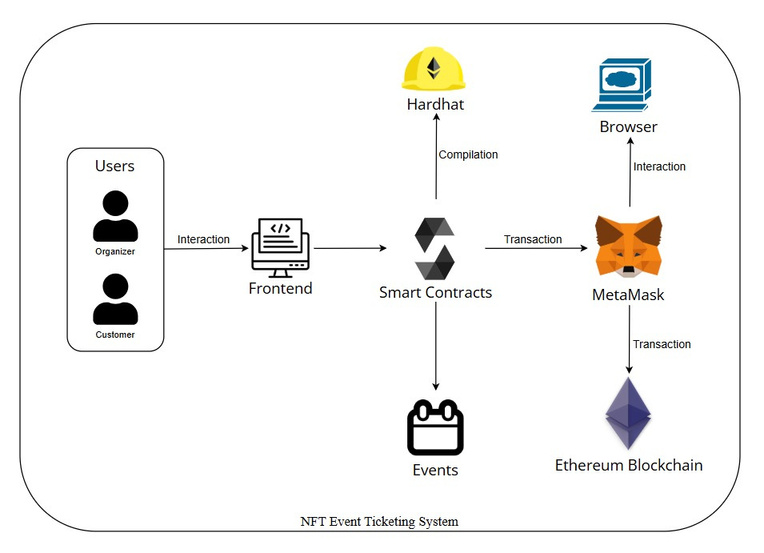 Hardhat
Browser
Compilation
Interaction
Users
Organizer
Interaction
</>
Transaction
Frontend
Smart Contracts
MetaMask
Customer
Transaction
Events
Ethereum Blockchain
NFT Event Ticketing System